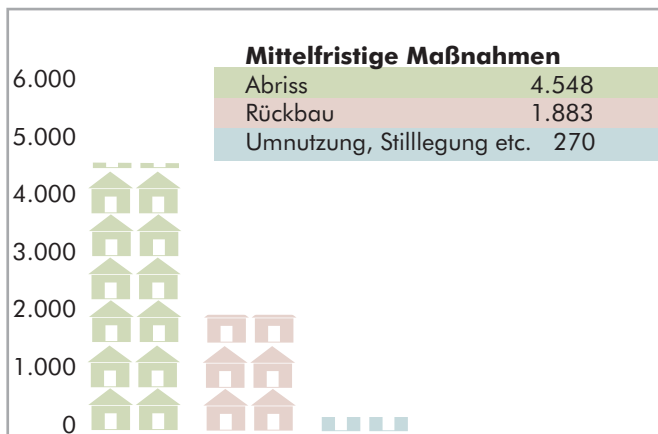 Mittelfristige Maßnahmen
Abriss 4.548
Rückbau 1.883
Umnutzung, Stilllegung etc. 270
6.000
5.000
4.000
3.000
2.000
1.000
0